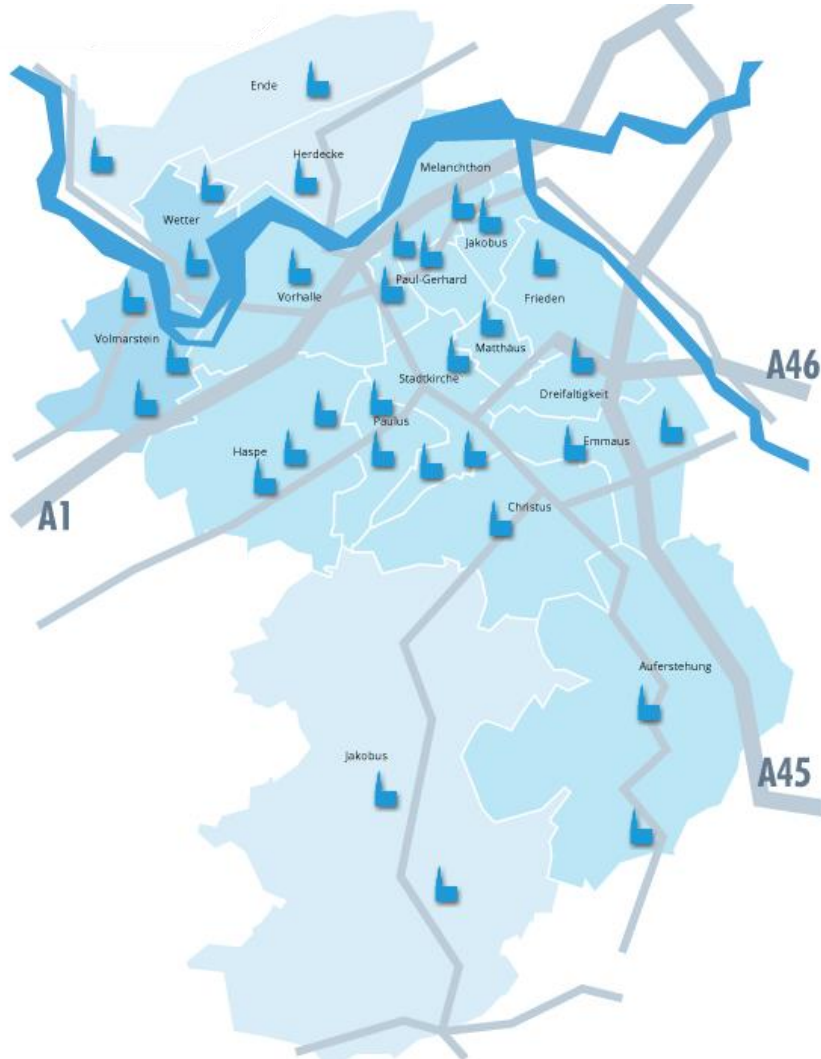 Ende
Herdecke
Melanchthon
Wetter
Jakobus
Paul-Gerhard
Vorhalle
Frieden
Volmarstein
Matthäus
A46
Stadtkirche
Dreifaltigkeit
Paulus
Emmaus
Haspe
Christus
A1
Auferstehung
Jakobus
A45